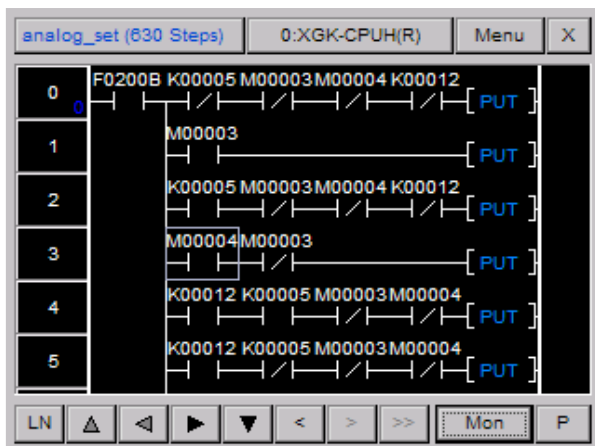 analog_set (630 Steps) 0:XGK-CPUH(R) Menu X
F0200B K00005 M00003 M00004 K00012
0 0 PUT
M00003
1 PUT
K00005 M00003 M00004 K00012
2 PUT
M00004 M00003
3 PUT
K00012 K00005 M00003 M00004
4 PUT
K00012 K00005 M00003 M00004
5 PUT
LN < > >> Mon P